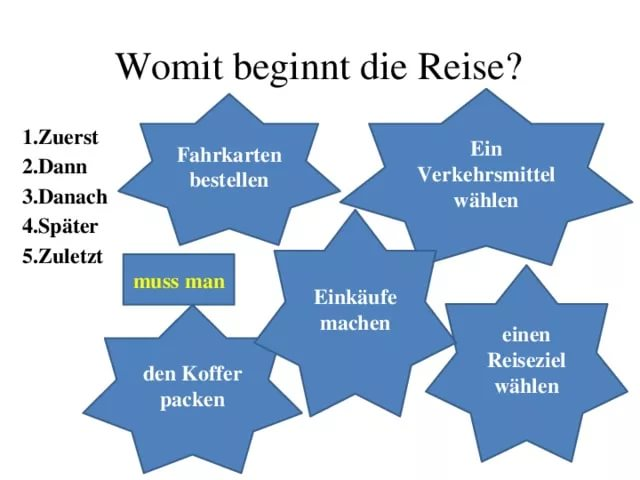 Womit beginnt die Reise?
1.Zuerst
2.Dann
3.Danach
4.Später
5.Zuletzt
Fahrkarten
bestellen
Ein
Verkehrsmittel
wählen
muss man
Einkäufe
machen
den Koffer
packen
einen
Reiseziel
wählen